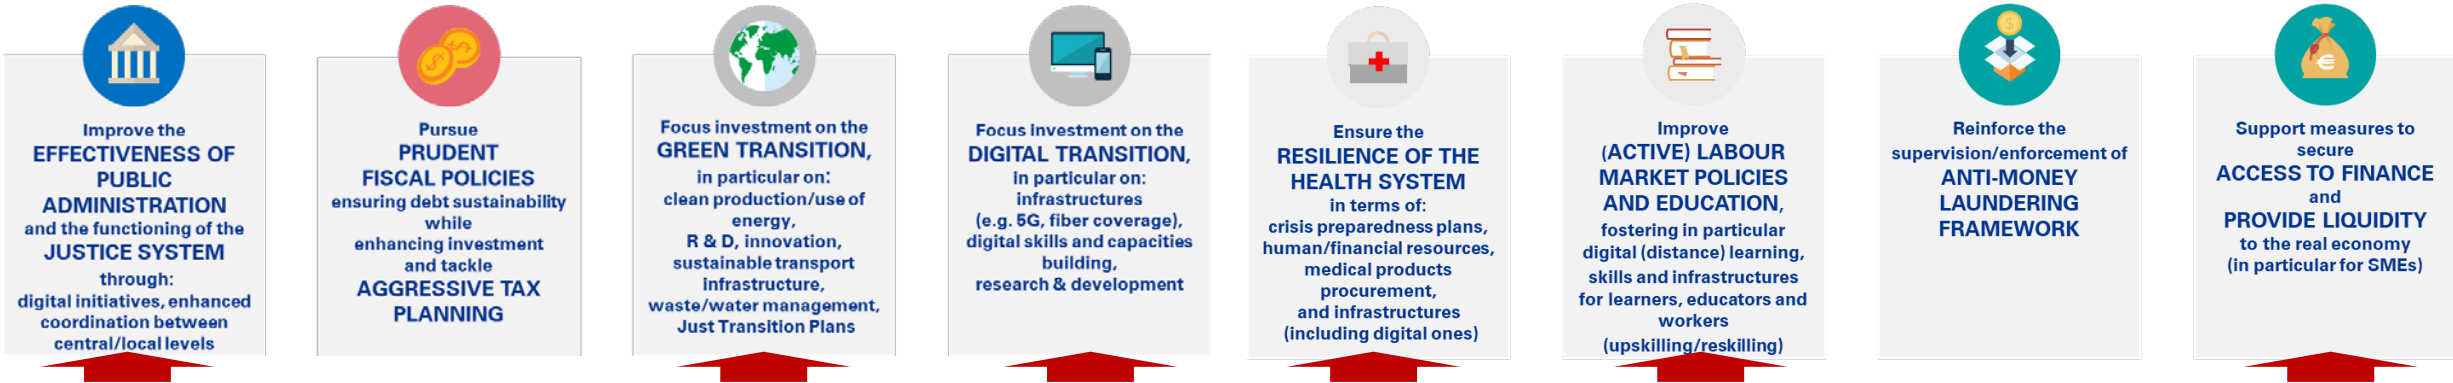 Improve the
EFFECTIVENESS OF
PUBLIC
ADMINISTRATION
and the functioning of the
JUSTICE SYSTEM
through:
digital initiatives, enhanced
coordination between
central/local levels
Pursue
PRUDENT
FISCAL POLICIES
ensuring debt sustainability
while
enhancing investment
and tackle
AGGRESSIVE TAX
PLANNING
Focus investment on the
GREEN TRANSITION,
in particular on:
clean production/use of
energy,
R & D, innovation,
sustainable transport
infrastructure,
waste/water management,
Just Transition Plans
Focus investment on the
DIGITAL TRANSITION,
in particular on:
infrastructures
(e.g. 5G, fiber coverage),
digital skills and capacities
building,
research & development
Ensure the
RESILIENCE OF THE
HEALTH SYSTEM
in terms of:
crisis preparedness plans,
human/financial resources,
medical products
procurement,
and infrastructures
(including digital ones)
Improve
(ACTIVE) LABOUR
MARKET POLICIES
AND EDUCATION,
fostering in particular
digital (distance) learning,
skills and infrastructures
for learners, educators and
workers
(upskilling/reskilling)
Reinforce the
supervision/enforcement of
ANTI-MONEY
LAUNDERING
FRAMEWORK
Support measures to
secure
ACCESS TO FINANCE
and
PROVIDE LIQUIDITY
to the real economy
(in particular for SMEs)